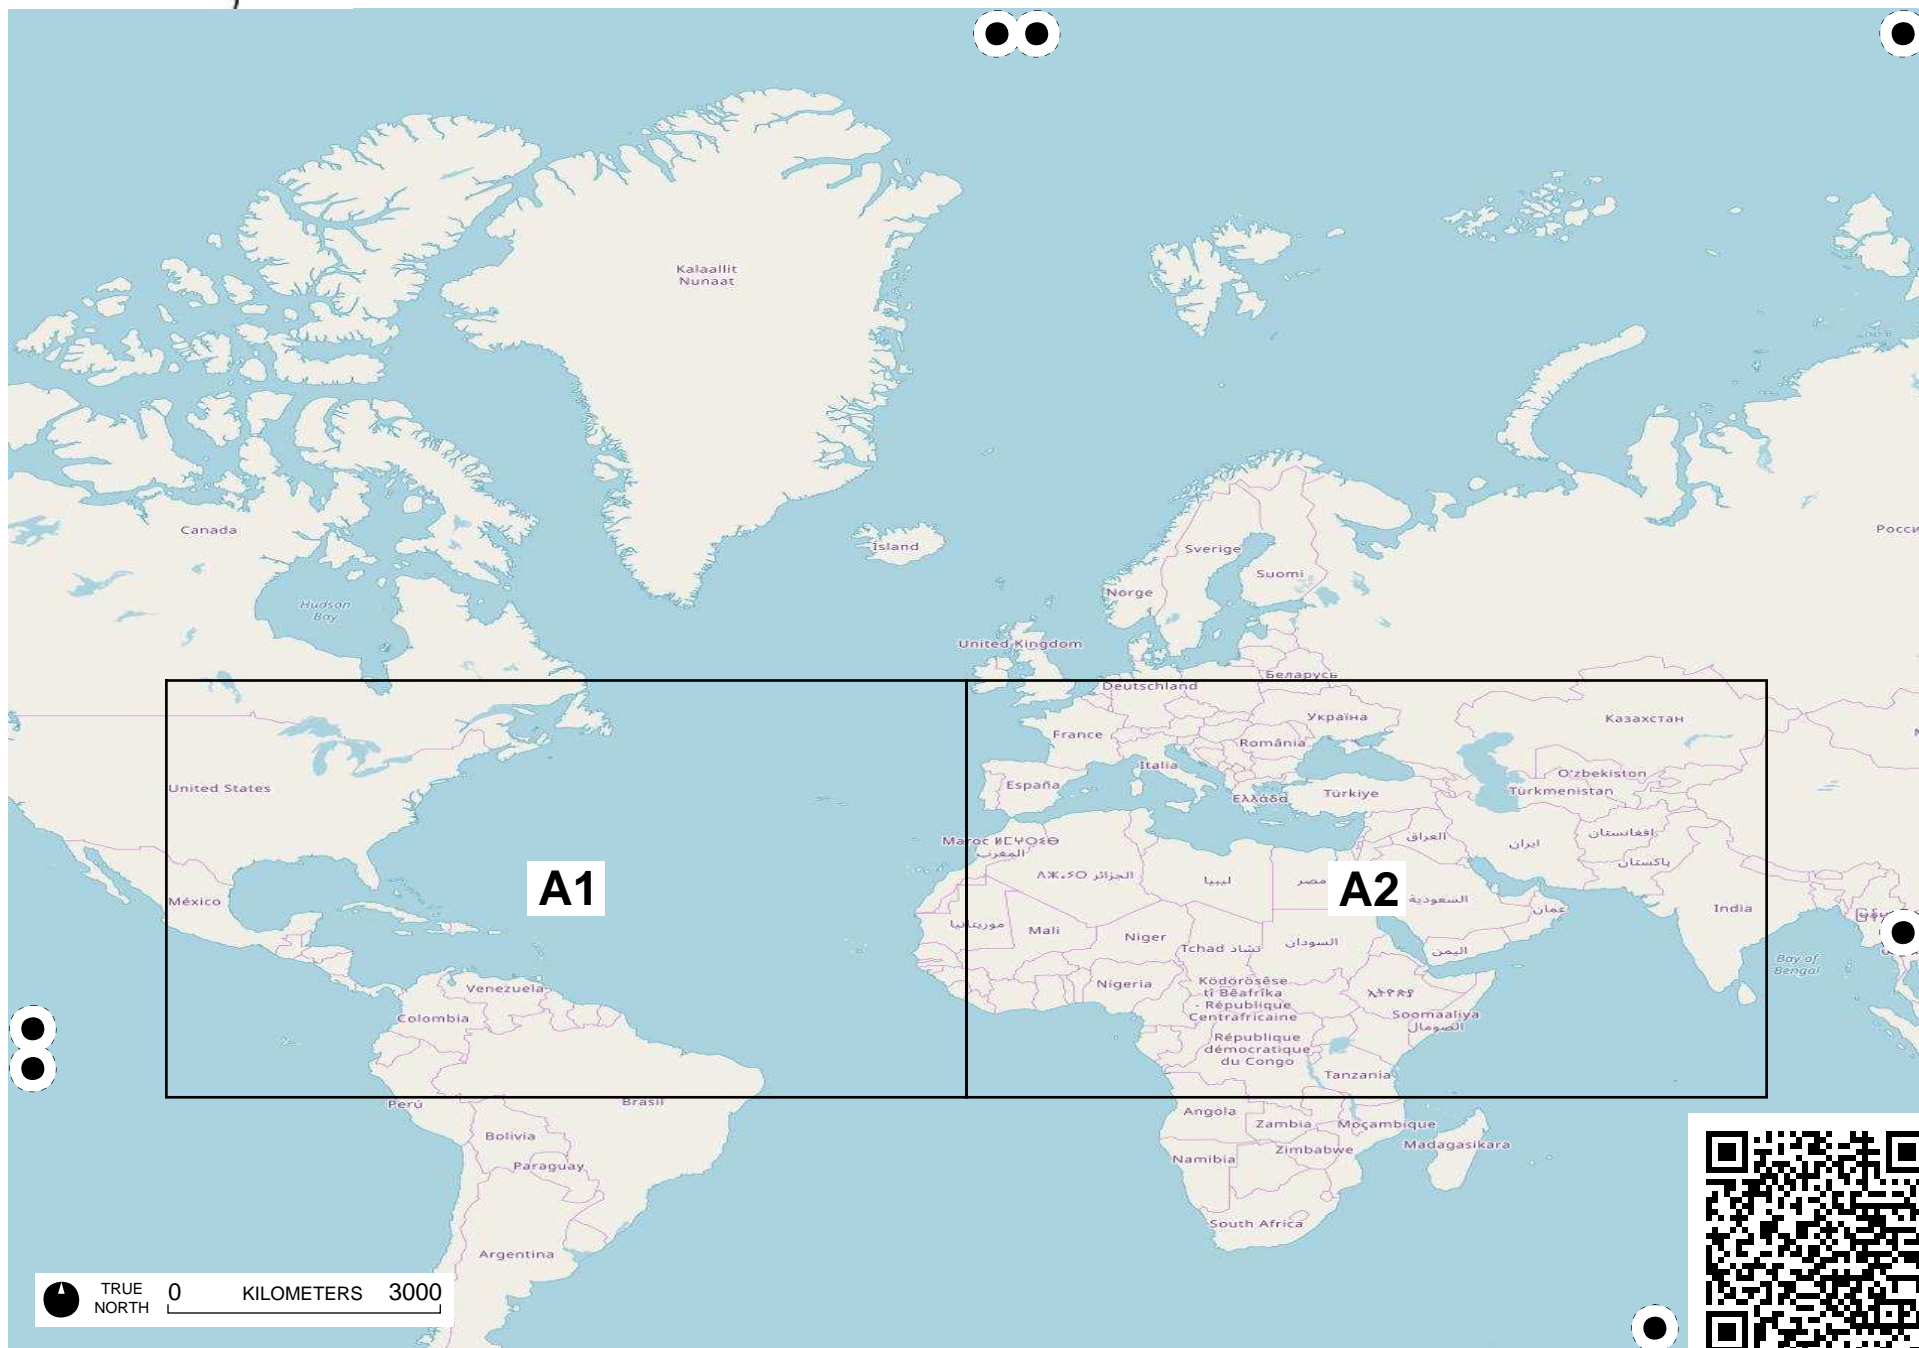 Kalaallit
Nunaat
Canada
Ísland
Sverige
Suomi
Norge
Hudson
Bay
United Kingdom
Беларусь
Deutschland
Україна
Казахстан
France
România
Italia
O'zbekiston
United States
España
Türkmenistan
Ελλάδα
Türkiye
افغانستان
العراق
ایران
Maroc ⵍⵎⵖⵔⵉⴱ
المغرب
پاکستان
الجزائر
ليبيا
مصر
A1
A2
México
السعودية
عمان
India
موريتانيا
Mali
Niger
Tchad تشاد
السودان
اليمن
Bay of
Bengal
Venezuela
Nigeria
Ködörösêse
tî Bêafrîka
- République
Centrafricaine
Colombia
Soomaaliya
الصومال
République
démocratique
du Congo
Tanzania
Perú
Brasil
Angola
Zambia
Moçambique
Bolivia
Zimbabwe
Madagasikara
Paraguay
Namibia
South Africa
Argentina
TRUE
NORTH
0 KILOMETERS 3000